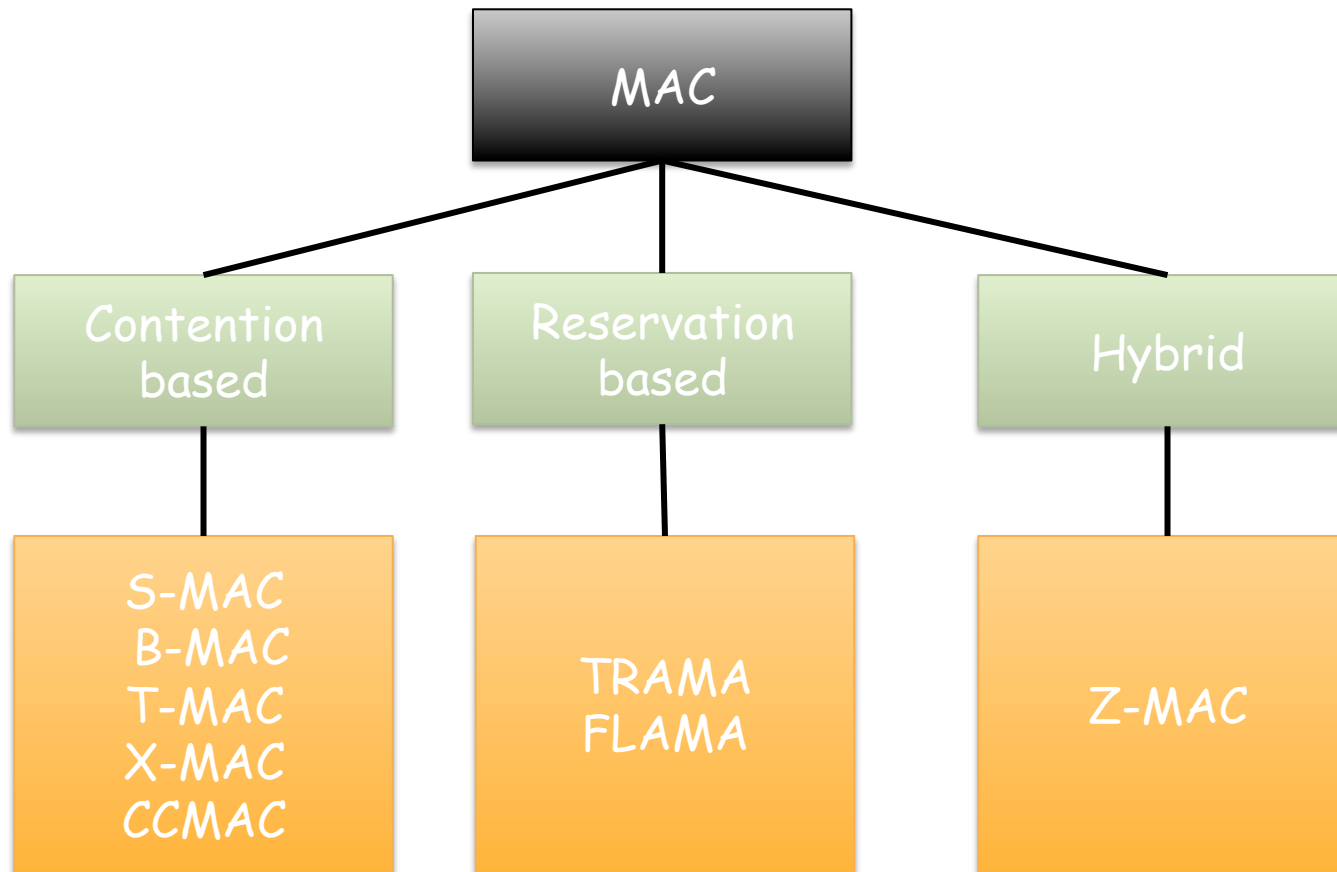 MAC
Contention
based
Reservation
based
Hybrid
S-MAC
B-MAC
T-MAC
X-MAC
CCMAC
TRAMA
FLAMA
Z-MAC